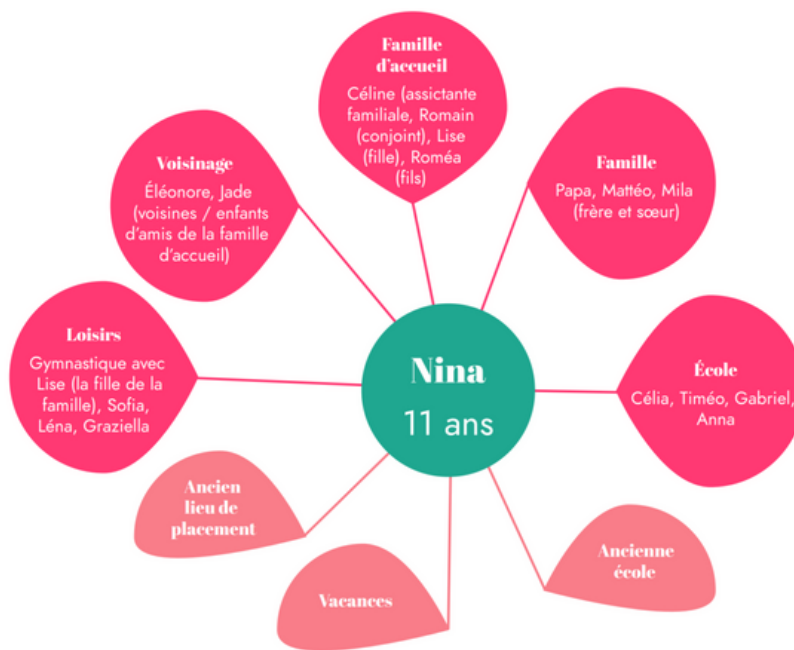 Famille
d'accueil
Céline (assictante
familiale, Romain
(conjoint), Lise
(fille), Roméa
(fils)
Voisinage
Éléonore, Jade
(voisines / enfants
d'amis de la famille
d'accueil)
Famille
Papa, Mattéo, Mila
(frère et sœur)
Loisirs
Gymnastique avec
Lise (la fille de la
famille), Sofia,
Léna, Graziella
Nina
11 ans
École
Célia, Timéo, Gabriel,
Anna
Ancien
lieu de
placement
Vacances
Ancienne
école